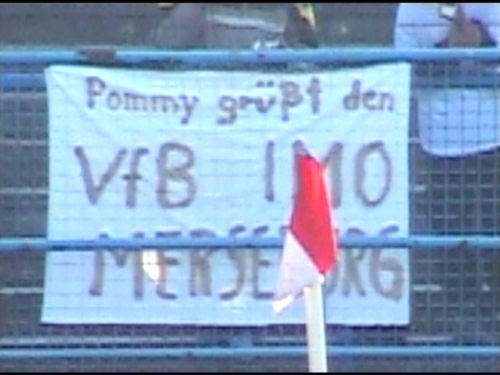 Pommy grüßt den
VfB IMO
MERSEBURG